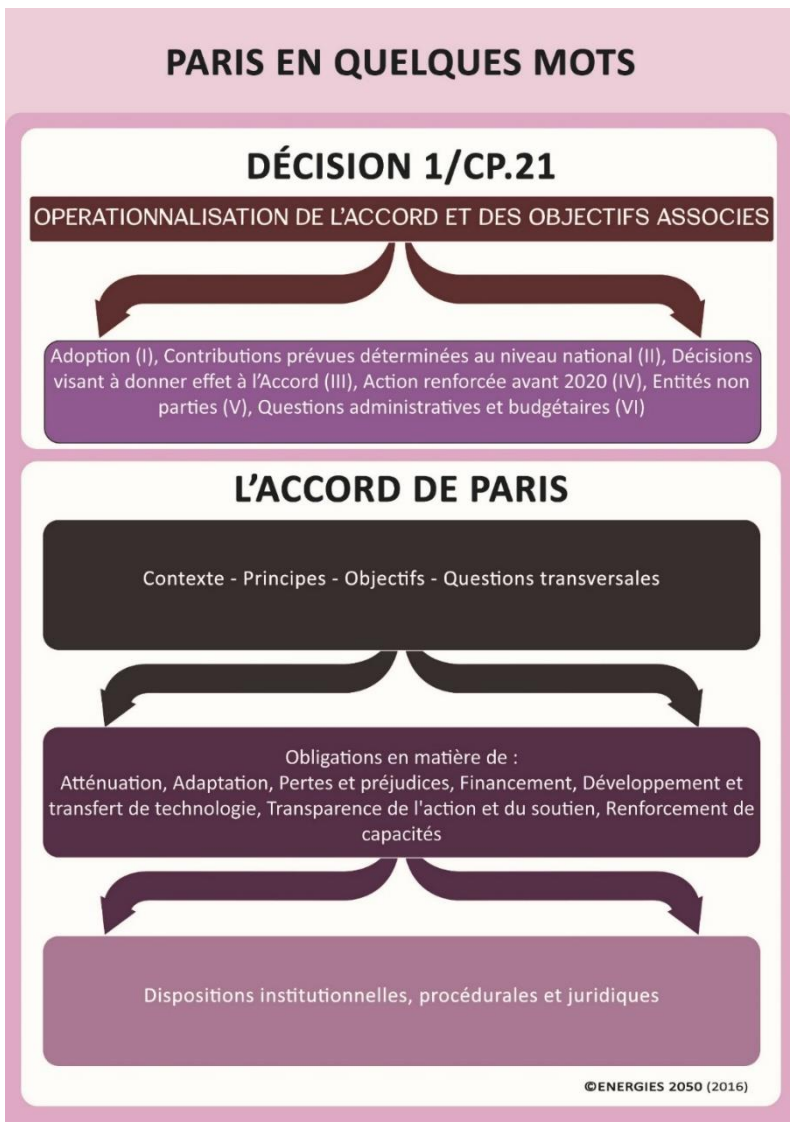 PARIS EN QUELQUES MOTS
DÉCISION 1/CP.21
OPERATIONNALISATION DE L'ACCORD ET DES OBJECTIFS ASSOCIES
Adoption (I), Contributions prévues déterminées au niveau national (II), Décisions
visant à donner effet à l'Accord (III), Action renforcée avant 2020 (IV), Entités non
parties (V), Questions administratives et budgétaires (VI)
L'ACCORD DE PARIS
Contexte - Principes - Objectifs - Questions transversales
Obligations en matière de :
Atténuation, Adaptation, Pertes et préjudices, Financement, Développement et
transfert de technologie, Transparence de l'action et du soutien, Renforcement de
capacités
Dispositions institutionnelles, procédurales et juridiques
©ENERGIES 2050 (2016)